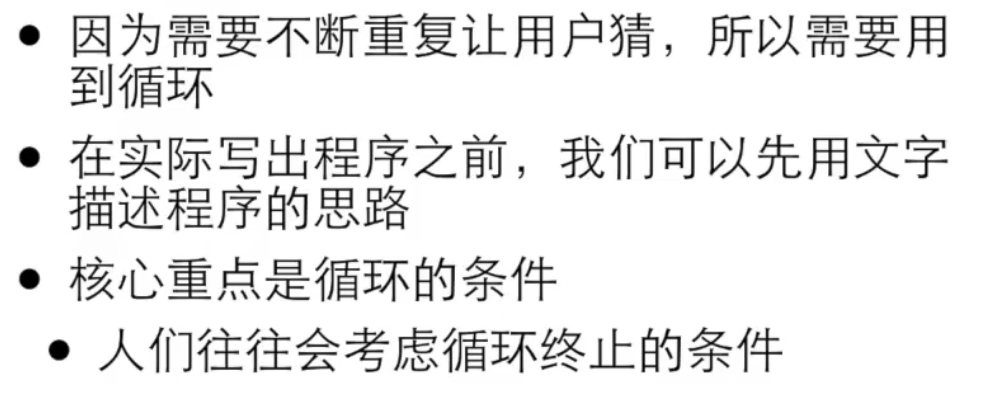 • 因为需要不断重复让用户猜，所以需要用
到循环
• 在实际写出程序之前，我们可以先用文字
描述程序的思路
• 核心重点是循环的条件
• 人们往往会考虑循环终止的条件